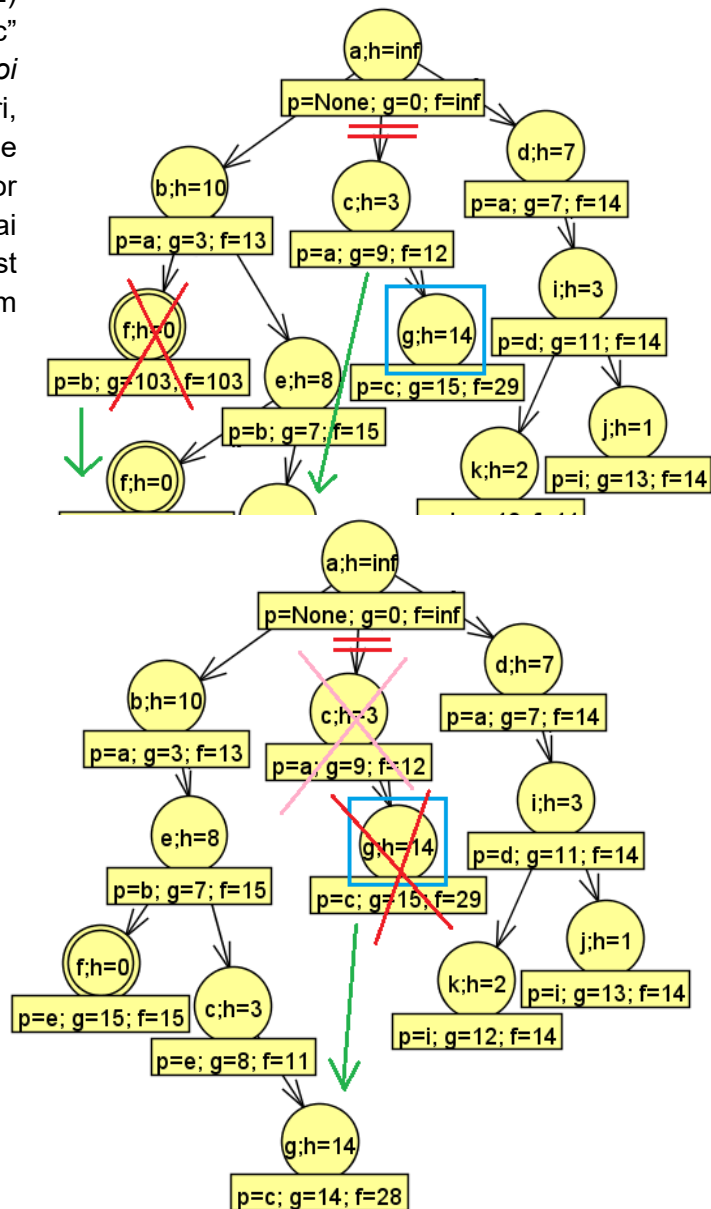 c”
a;h=inf
oi
p=None; g=0; f=inf
ri,
d;h=7
e
b;h=10
c;h=3
p=a; g=7; f=14
or
p=a; g=3; f=13
p=a; g=9; f=12
ai
st
i;h=3
m
f;h=0
g;h=14
p=d; g=11; f=14
p=b; g=103; f=103
e;h=8
p=c; g=15; f=29
p=b; g=7; f=15
j;h=1
k;h=2
p=i; g=13; f=14
f;h=0
a;h=inf
p=None; g=0; f=inf
d;h=7
b;h=10
c;h=3
p=a; g=7; f=14
p=a; g=3; f=13
p=a; g=9; f=12
i;h=3
e;h=8
g;h=14
p=d; g=11; f=14
p=b; g=7; f=15
p=c; g=15; f=29
j;h=1
f;h=0
k;h=2
p=i; g=13; f=14
p=e; g=15; f=15
c;h=3
p=i; g=12; f=14
p=e; g=8; f=11
g;h=14
p=c; g=14; f=28